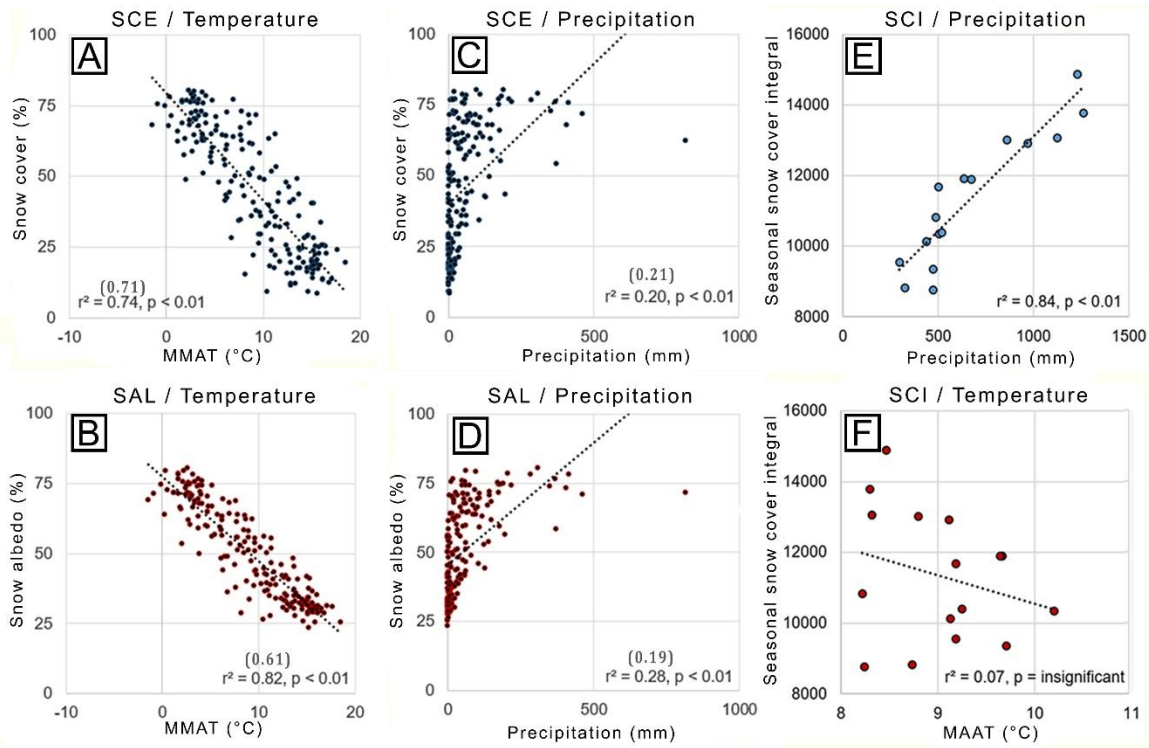 SCE / Temperature
A
100
75
50
25
0
-10
0
10
20
Snow cover (%)
MMAT (°C)
(0.71)
r² = 0.74, p < 0.01
SCE / Precipitation
C
100
75
50
25
0
0
500
1000
Snow cover (%)
Precipitation (mm)
(0.21)
r² = 0.20, p < 0.01
SCI / Precipitation
E
16000
14000
12000
10000
8000
0
500
1000
1500
Seasonal snow cover integral
Precipitation (mm)
r² = 0.84, p < 0.01
SAL / Temperature
B
100
75
50
25
0
-10
0
10
20
Snow albedo (%)
MMAT (°C)
(0.61)
r² = 0.82, p < 0.01
SAL / Precipitation
D
100
75
50
25
0
0
500
1000
Snow albedo (%)
Precipitation (mm)
(0.19)
r² = 0.28, p < 0.01
SCI / Temperature
F
16000
14000
12000
10000
8000
8
9
10
11
Seasonal snow cover integral
MAAT (°C)
r² = 0.07, p = insignificant